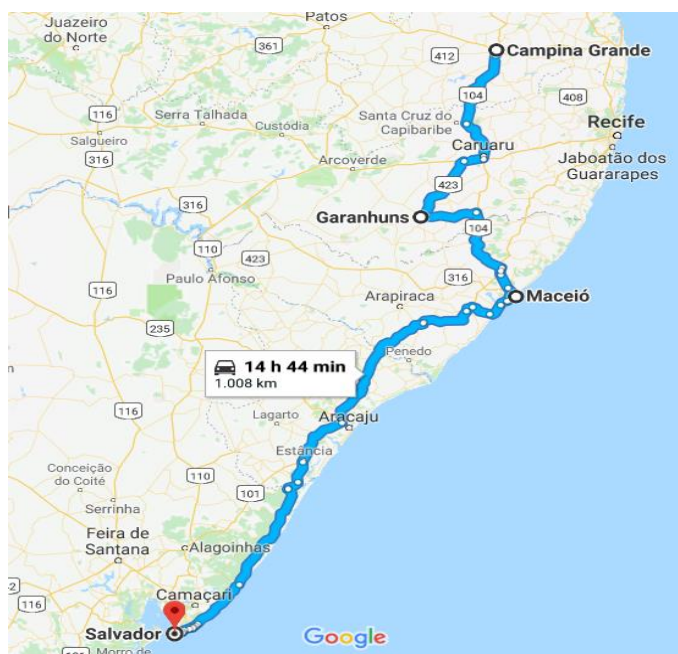 Juazeiro
do Norte
Patos
361
412
Campina Grande
116
Serra Talhada
Custódia
104
Santa Cruz do
Capibaribe
408
Salgueiro
316
Arcoverde
Caruaru
Recife
Jaboatão dos
Guararapes
423
Garanhuns
316
104
110
423
Paulo Afonso
316
Maceió
116
Arapiraca
235
14 h 44 min
1.008 km
Penedo
116
Lagarto
Aracaju
Estância
Conceição
do Coité
110
101
Serrinha
Feira de
Santana
Alagoinhas
116
Camaçari
Salvador
Google
Morro de